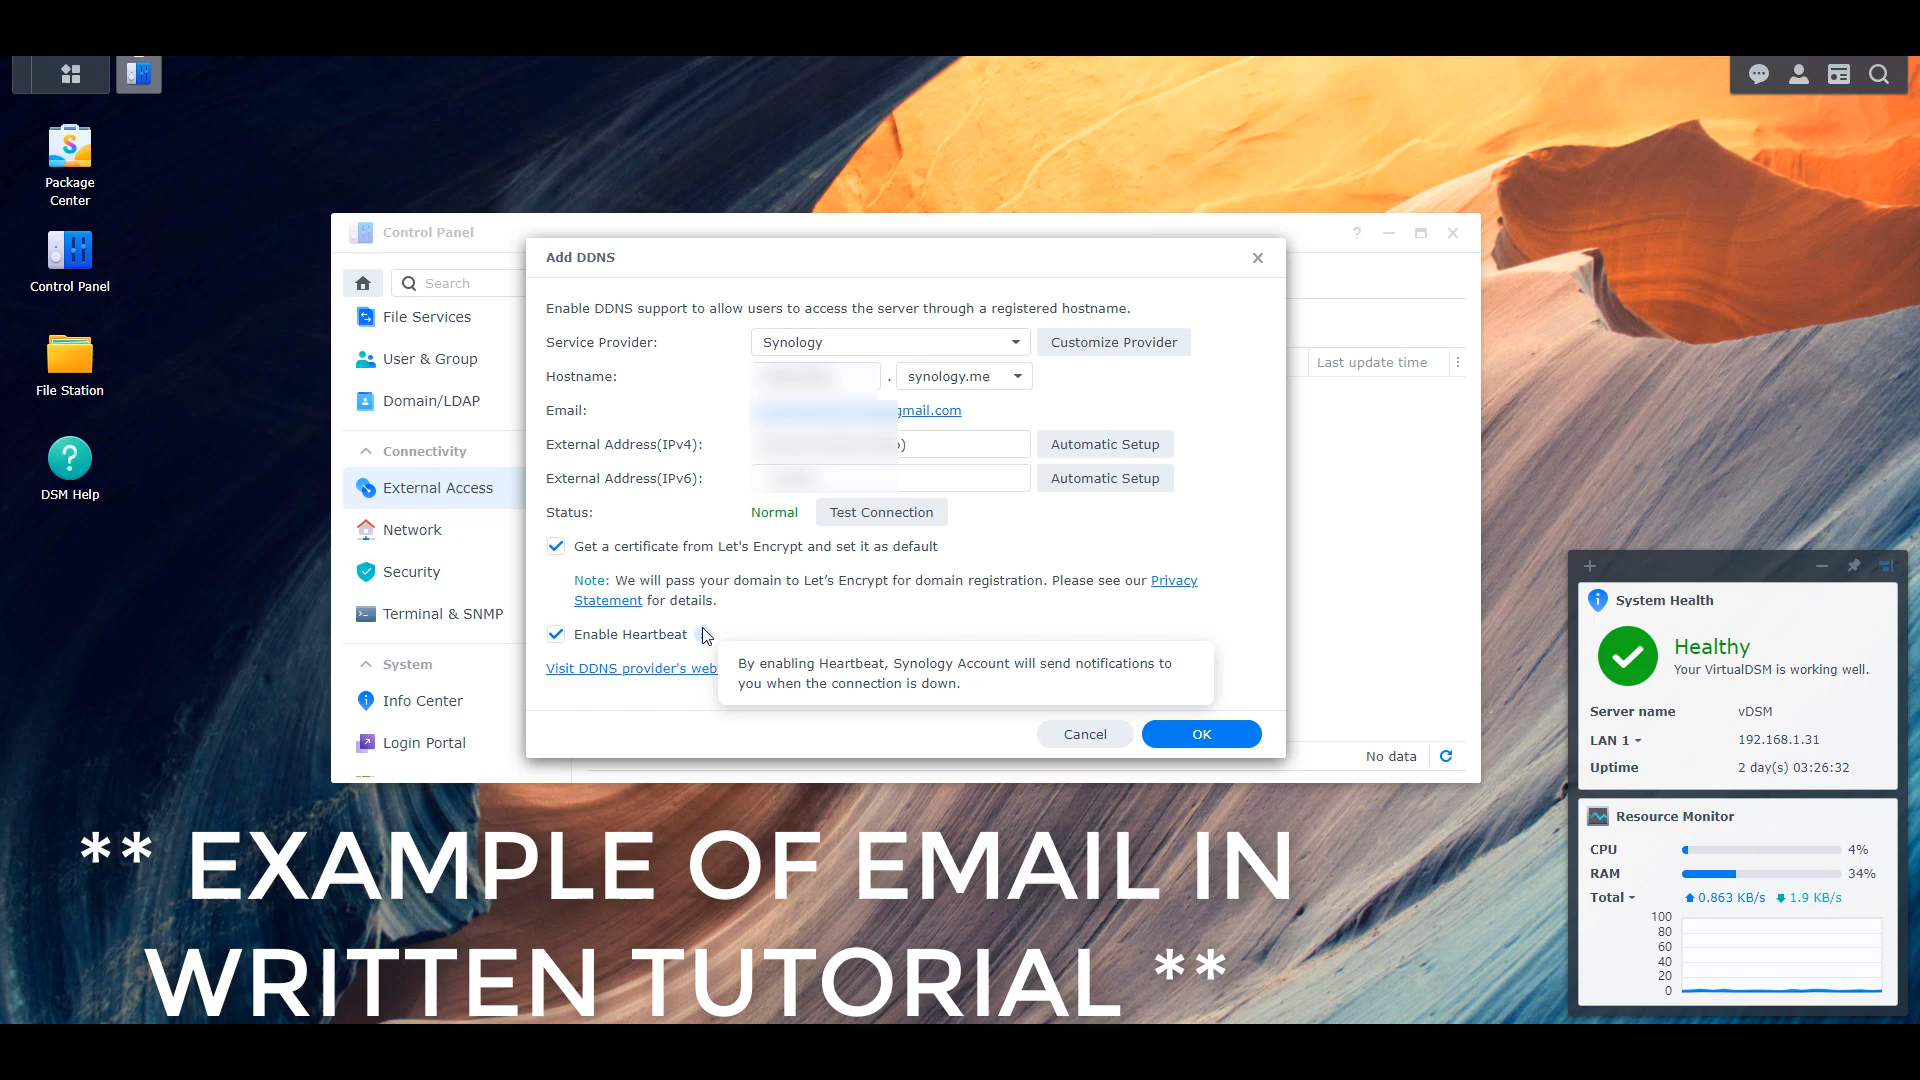 Package
Center
Control Panel
File Station
DSM Help
Control Panel
Search
File Services
User & Group
Domain/LDAP
Connectivity
External Access
Network
Security
Terminal & SNMP
System
Info Center
Login Portal
Last update time
No data
Add DDNS
Enable DDNS support to allow users to access the server through a registered hostname.
Service Provider: Synology Customize Provider
Hostname: . synology.me
Email: gmail.com
External Address(IPv4): ) Automatic Setup
External Address(IPv6): Automatic Setup
Status: Normal Test Connection
Get a certificate from Let's Encrypt and set it as default
Note: We will pass your domain to Let's Encrypt for domain registration. Please see our Privacy
Statement for details.
Enable Heartbeat
Visit DDNS provider's web
By enabling Heartbeat, Synology Account will send notifications to
you when the connection is down.
Cancel OK
System Health
Healthy
Your VirtualDSM is working well.
Server name vDSM
LAN 1 192.168.1.31
Uptime 2 day(s) 03:26:32
Resource Monitor
CPU 4%
RAM 34%
Total 0.863 KB/s 1.9 KB/s
100
80
60
40
20
0
** EXAMPLE OF EMAIL IN
WRITTEN TUTORIAL **